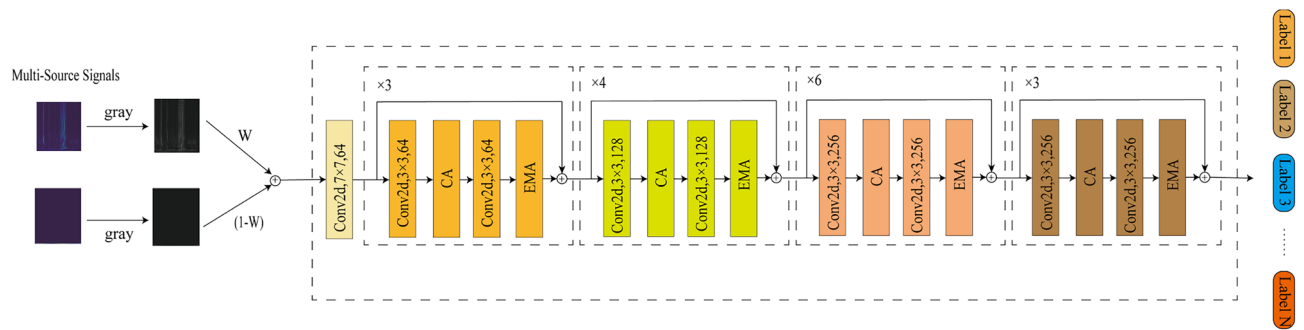 Multi-Source Signals
gray
W
gray
(1-W)
Conv2d,7×7,64
×3
Conv2d,3×3,64
CA
Conv2d,3×3,64
EMA
×4
Conv2d,3×3,128
CA
Conv2d,3×3,128
EMA
×6
Conv2d,3×3,256
CA
Conv2d,3×3,256
EMA
×3
Conv2d,3×3,256
CA
Conv2d,3×3,256
EMA
Label 1
Label 2
Label 3
......
Label N